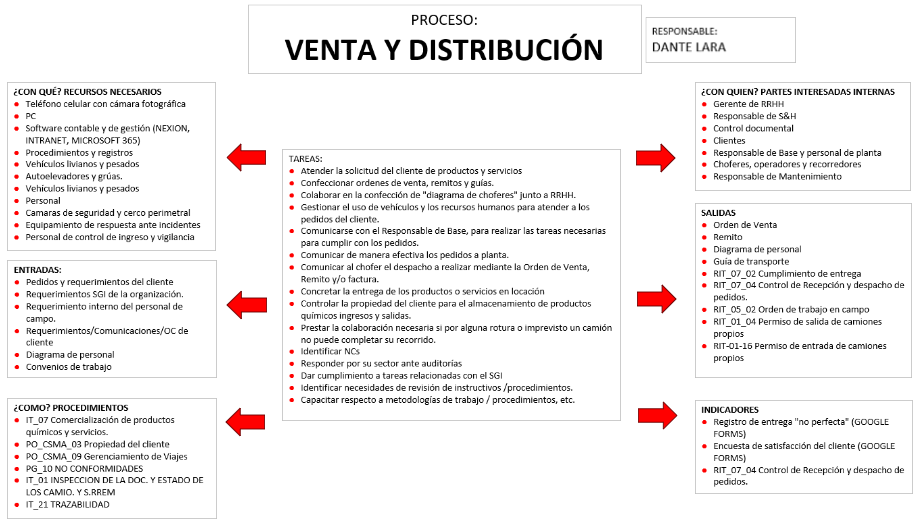 PROCESO:
VENTA Y DISTRIBUCIÓN
RESPONSABLE:
DANTE LARA
¿CON QUÉ? RECURSOS NECESARIOS
Teléfono celular con cámara fotográfica
PC
Software contable y de gestión (NEXION,
INTRANET, MICROSOFT 365)
Procedimientos y registros
Vehículos livianos y pesados
Autoelevadores y grúas.
Vehículos livianos y pesados
Personal
Camaras de seguridad y cerco perimetral
Equipamiento de respuesta ante incidentes
Personal de control de ingreso y vigilancia
ENTRADAS:
Pedidos y requerimientos del cliente
Requerimientos SGI de la organización.
Requerimiento interno del personal de
campo.
Requerimientos/Comunicaciones/OC de
cliente
Diagrama de personal
Convenios de trabajo
¿COMO? PROCEDIMIENTOS
IT_07 Comercialización de productos
químicos y servicios.
PO_CSMA_03 Propiedad del cliente
PO_CSMA_09 Gerenciamiento de Viajes
PG_10 NO CONFORMIDADES
IT_01 INSPECCION DE LA DOC. Y ESTADO DE
LOS CAMIO. Y S.RREM
IT_21 TRAZABILIDAD
TAREAS:
Atender la solicitud del cliente de productos y servicios
Confeccionar ordenes de venta, remitos y guías.
Colaborar en la confección de "diagrama de choferes" junto a RRHH.
Gestionar el uso de vehículos y los recursos humanos para atender a los
pedidos del cliente.
Comunicarse con el Responsable de Base, para realizar las tareas necesarias
para cumplir con los pedidos.
Comunicar de manera efectiva los pedidos a planta.
Comunicar al chofer el despacho a realizar mediante la Orden de Venta,
Remito y/o factura.
Concretar la entrega de los productos o servicios en locación
Controlar la propiedad del cliente para el almacenamiento de productos
químicos ingresos y salidas.
Prestar la colaboración necesaria si por alguna rotura o imprevisto un camión
no puede completar su recorrido.
Identificar NCs
Responder por su sector ante auditorías
Dar cumplimiento a tareas relacionadas con el SGI
Identificar necesidades de revisión de instructivos /procedimientos.
Capacitar respecto a metodologías de trabajo / procedimientos, etc.
¿CON QUIEN? PARTES INTERESADAS INTERNAS
Gerente de RRHH
Responsable de S&H
Control documental
Clientes
Responsable de Base y personal de planta
Choferes, operadores y recorredores
Responsable de Mantenimiento
SALIDAS
Orden de Venta
Remito
Diagrama de personal
Guía de transporte
RIT_07_02 Cumplimiento de entrega
RIT_07_04 Control de Recepción y despacho de
pedidos.
RIT_05_02 Orden de trabajo en campo
RIT_01_04 Permiso de salida de camiones
propios
RIT-01-16 Permiso de entrada de camiones
propios
INDICADORES
Registro de entrega "no perfecta" (GOOGLE
FORMS)
Encuesta de satisfacción del cliente (GOOGLE
FORMS)
RIT_07_04 Control de Recepción y despacho de
pedidos.